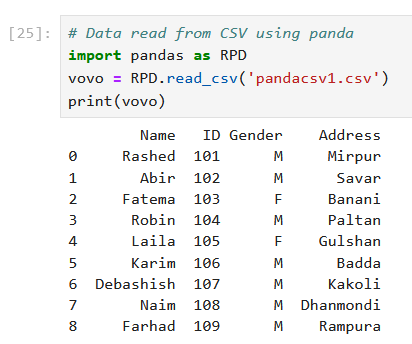 [25]: # Data read from CSV using panda
import pandas as RPD
vovo = RPD.read_csv('pandacsv1.csv')
print(vovo)
Name ID Gender Address
0 Rashed 101 M Mirpur
1 Abir 102 M Savar
2 Fatema 103 F Banani
3 Robin 104 M Paltan
4 Laila 105 F Gulshan
5 Karim 106 M Badda
6 Debashish 107 M Kakoli
7 Naim 108 M Dhanmondi
8 Farhad 109 M Rampura